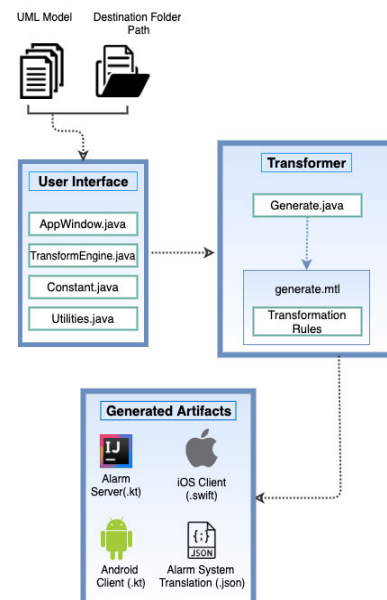 UML Model
Destination Folder
Path
User Interface
AppWindow.java
TransformEngine.java
Constant.java
Utilities.java
Transformer
Generate.java
generate.mtl
Transformation
Rules
Generated Artifacts
IJ
Alarm
Server(.kt)
iOS Client
(.swift)
Android
Client (.kt)
{;}
JSON
Alarm System
Translation (.json)